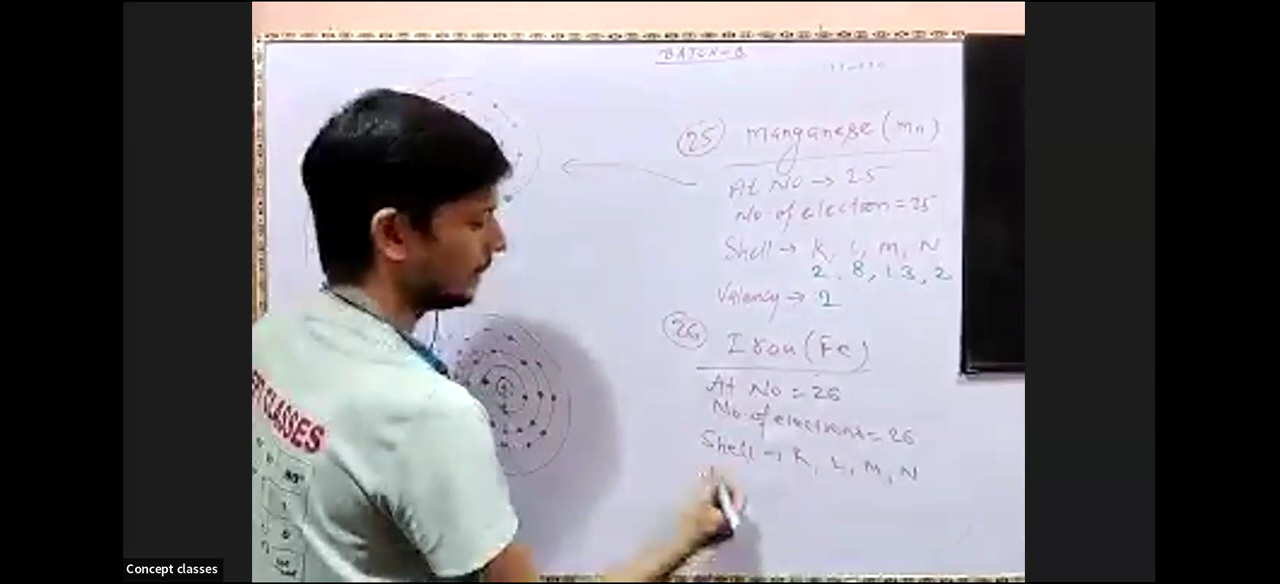 BATCH-B
25 Manganese (Mn)
At No → 25
No. of electron = 25
Shell → K, L, M, N
2, 8, 13, 2
Valancy → 2
26 Iron (Fe)
At No = 26
No. of electrons = 26
Shell → K, L, M, N
CLASSES
Concept classes